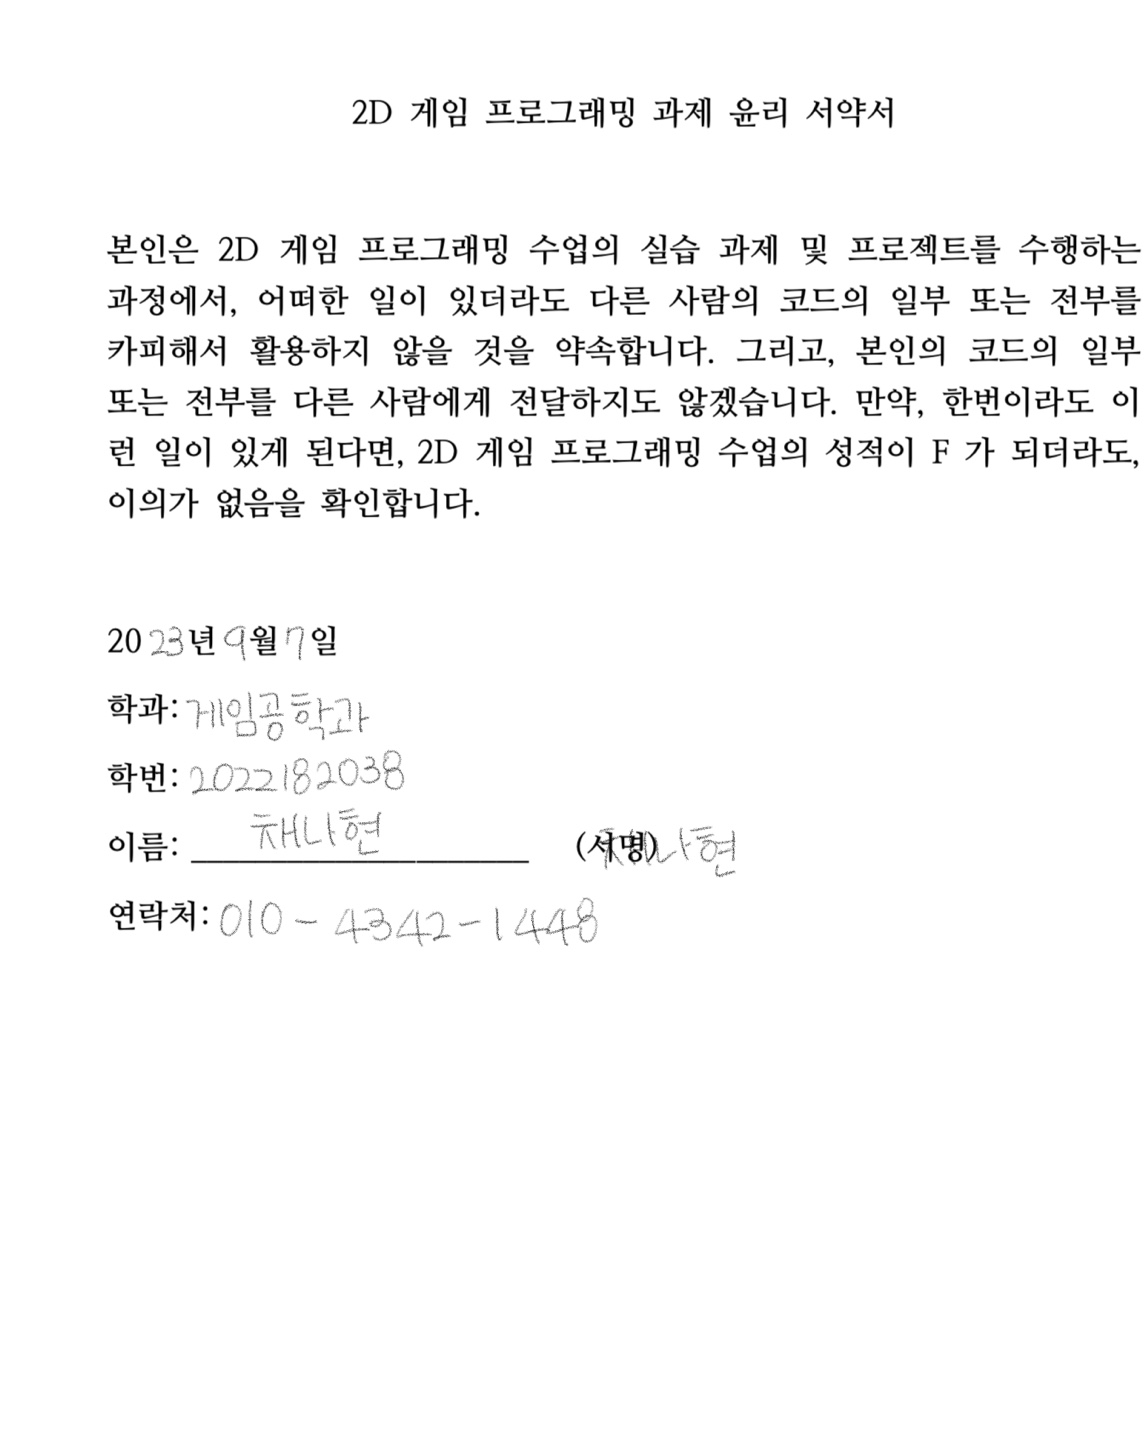 2D 게임 프로그래밍 과제 윤리 서약서
본인은 2D 게임 프로그래밍 수업의 실습 과제 및 프로젝트를 수행하는
과정에서, 어떠한 일이 있더라도 다른 사람의 코드의 일부 또는 전부를
카피해서 활용하지 않을 것을 약속합니다. 그리고, 본인의 코드의 일부
또는 전부를 다른 사람에게 전달하지도 않겠습니다. 만약, 한번이라도 이
런 일이 있게 된다면, 2D 게임 프로그래밍 수업의 성적이 F 가 되더라도,
이의가 없음을 확인합니다.
2023년 9월 7일
학과: 게임공학과
학번: 2022182038
이름: 채나현 (서명) 채나현
연락처: 010-4342-1448